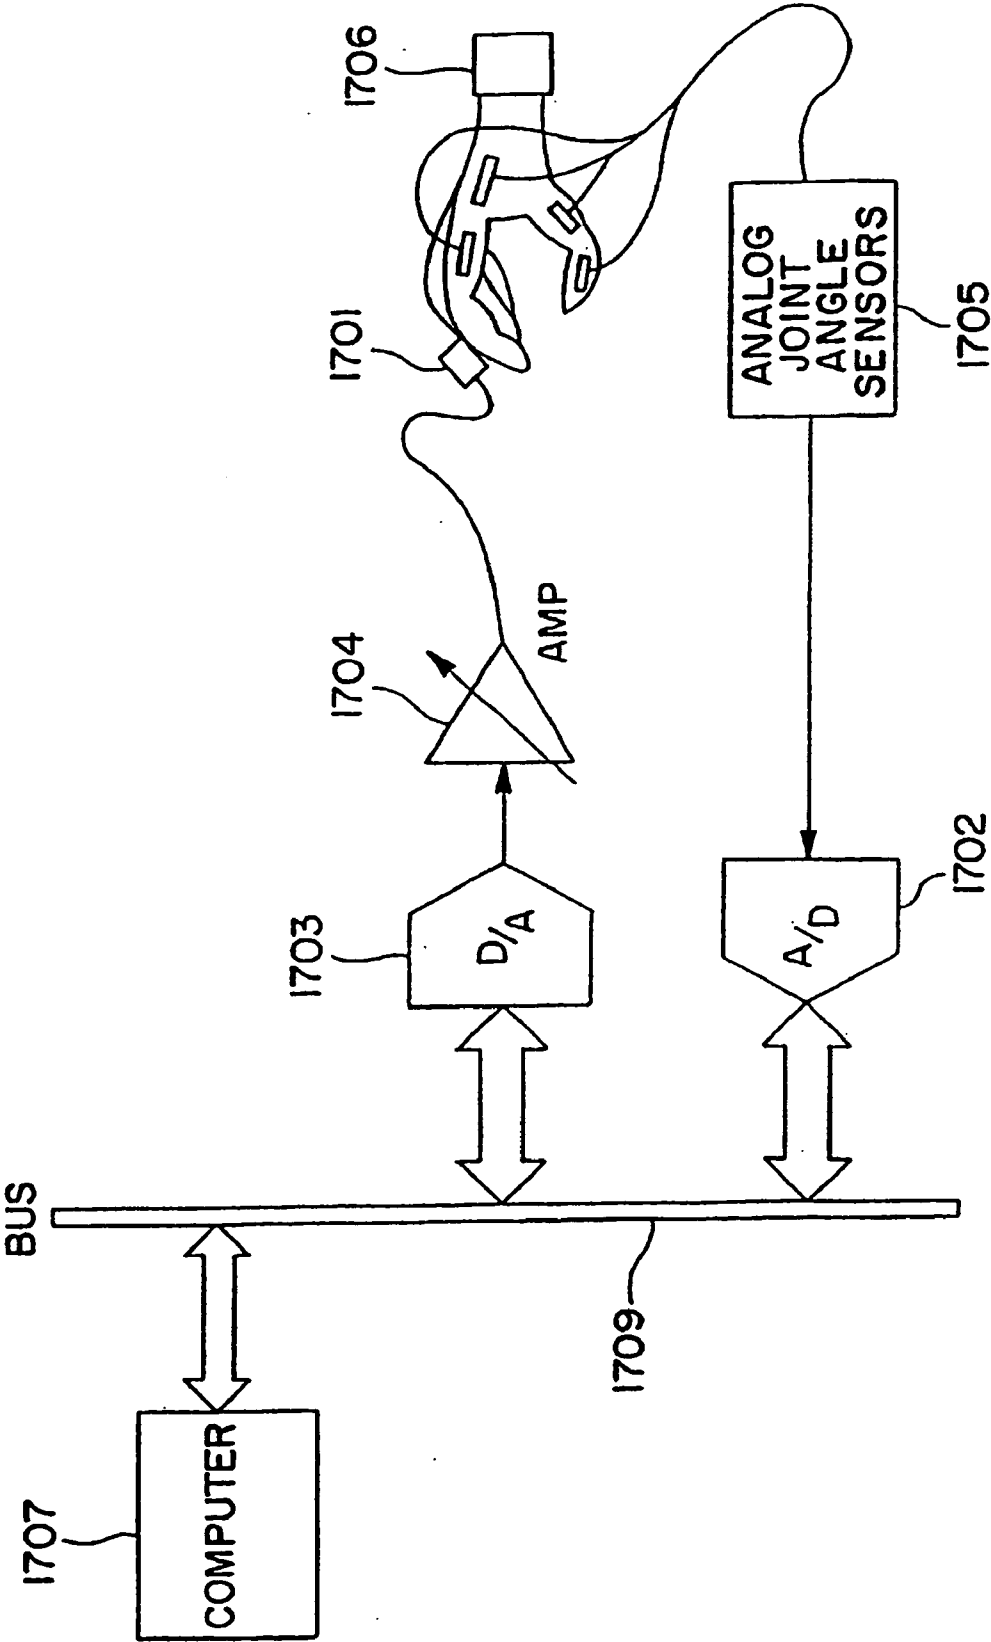 1707
COMPUTER
BUS
1709
1703
D/A
1704
AMP
1701
1706
1702
A/D
1705
ANALOG
JOINT
ANGLE
SENSORS